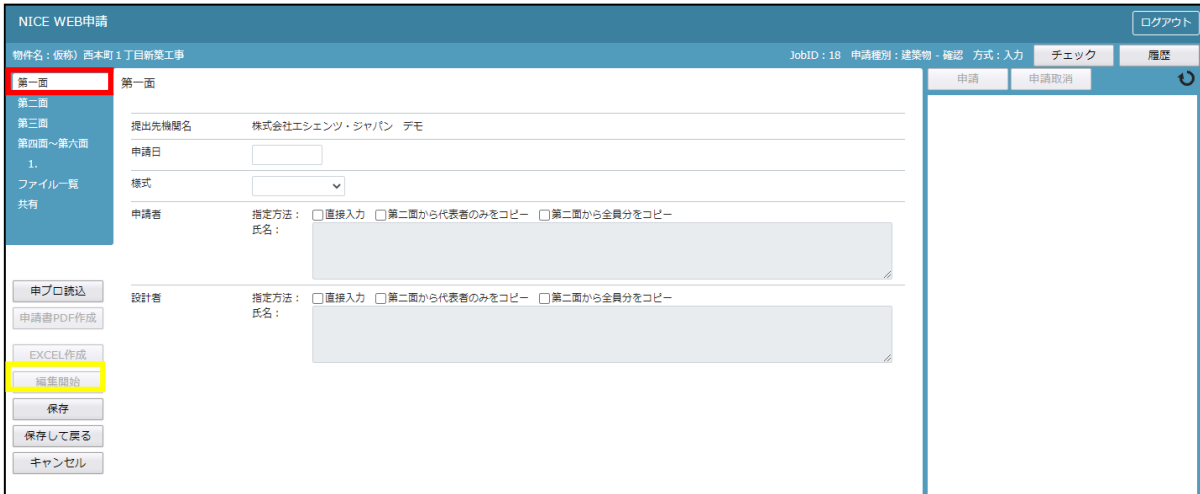 NICE WEB申請
ログアウト
物件名：仮称）西本町１丁目新築工事
JobID：18 申請種別：建築物 - 確認 方式：入力
チェック
履歴
第一面
第二面
第三面
第四面～第六面
1.
ファイル一覧
共有
申プロ読込
申請書PDF作成
EXCEL作成
編集開始
保存
保存して戻る
キャンセル
第一面
提出先機関名 株式会社エシェンツ・ジャパン デモ
申請日
様式
申請者 指定方法： 直接入力 第二面から代表者のみをコピー 第二面から全員分をコピー
氏名：
設計者 指定方法： 直接入力 第二面から代表者のみをコピー 第二面から全員分をコピー
氏名：
申請
申請取消